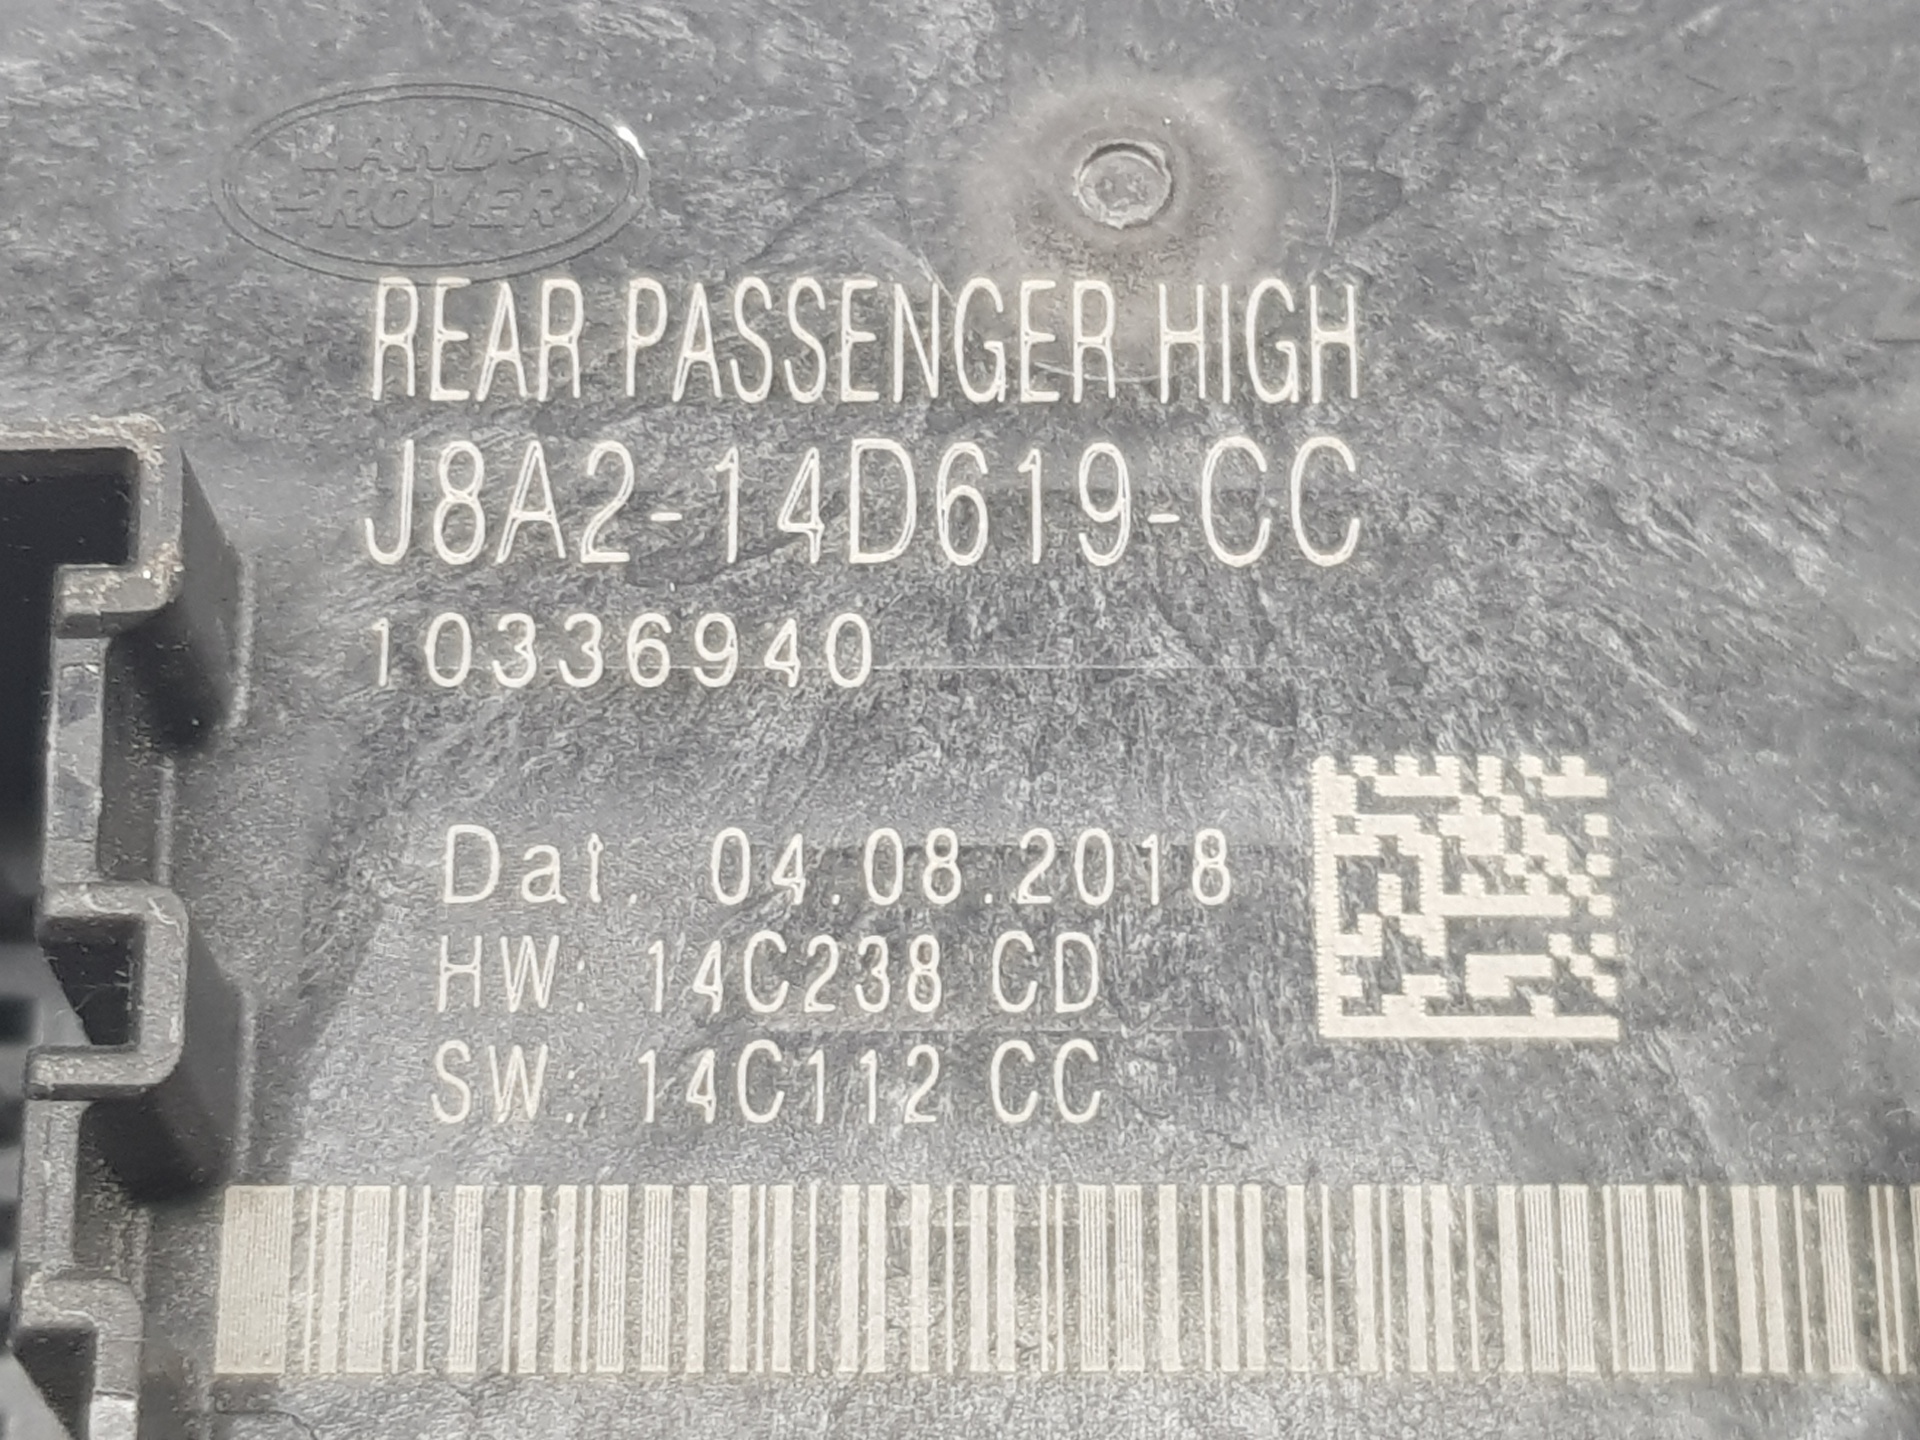 LAND
ROVER
REAR PASSENGER HIGH
J8A2-14D619-CC
10336940
Dat. 04.08.2018
HW: 14C238 CD
SW: 14C112 CC